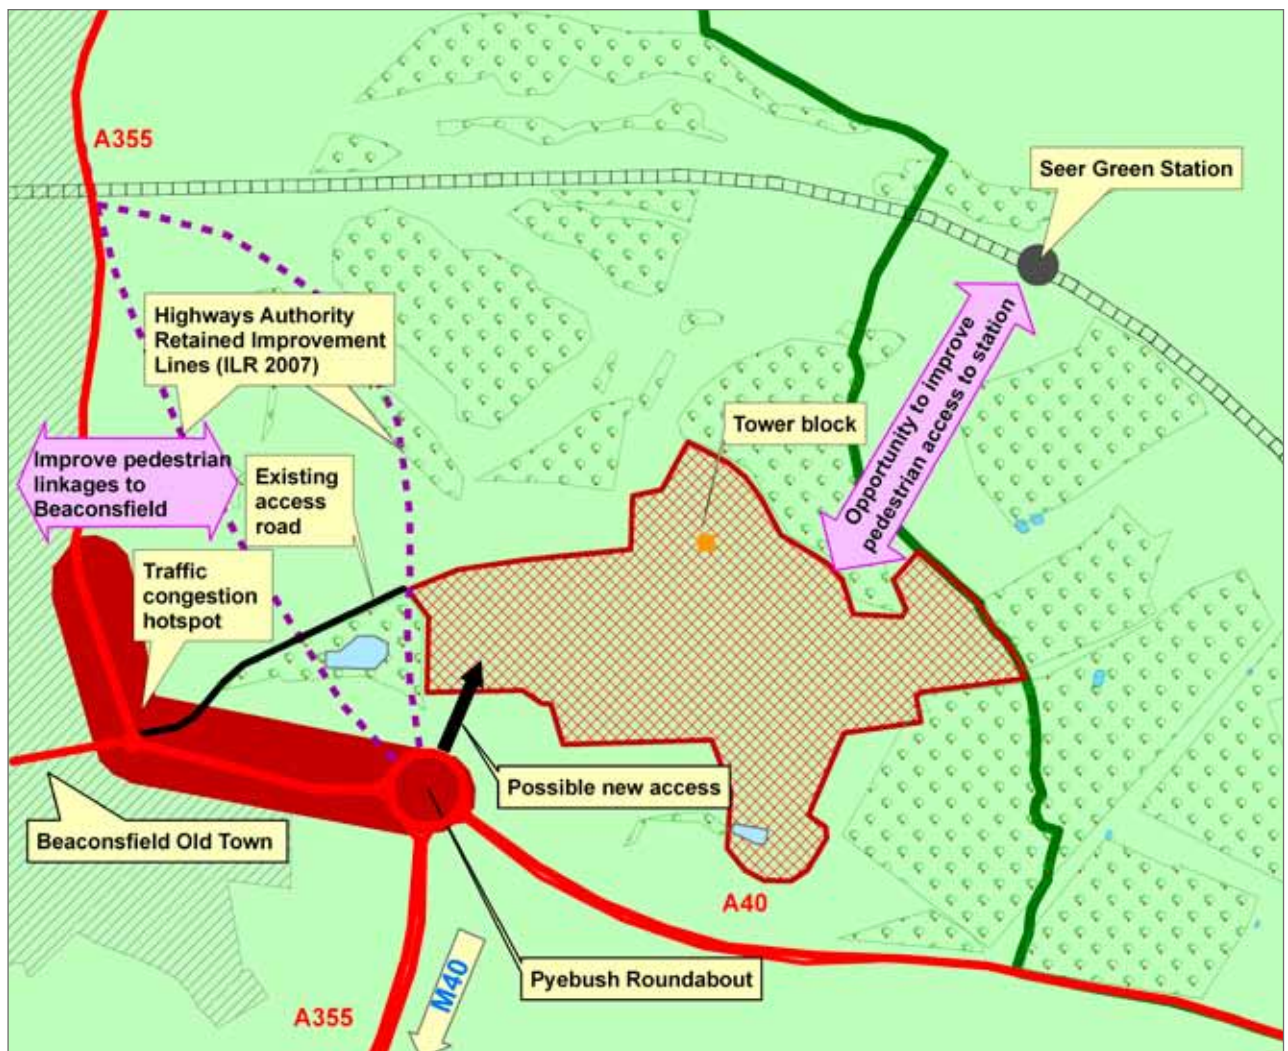 A355
Seer Green Station
Highways Authority
Retained Improvement
Lines (ILR 2007)
Opportunity to improve
pedestrian access to station
Tower block
Improve pedestrian
linkages to
Beaconsfield
Existing
access
road
Traffic
congestion
hotspot
Possible new access
Beaconsfield Old Town
A40
Pyebush Roundabout
M40
A355